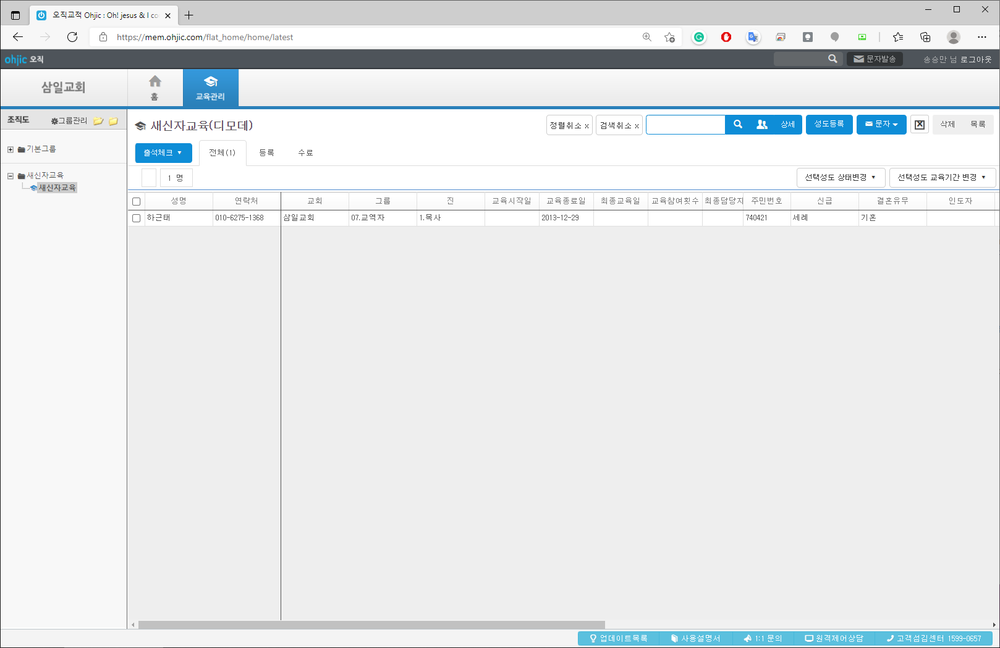 오직교적 Ohjic : Oh! jesus & I co
https://mem.ohjic.com/flat_home/home/latest
ohjic 오직
문자발송
송승만 님 로그아웃
삼일교회
홈
교육관리
조직도
그룹관리
기본그룹
새신자교육
새신자교육
새신자교육(디모데)
정렬취소 x
검색취소 x
상세
성도등록
문자
삭제
목록
출석체크 ▼
전체(1)
등록
수료
1 명
선택성도 상태변경 ▼
선택성도 교육기간 변경 ▼
성명 연락처 교회 그룹 진 교육시작일 교육종료일 최종교육일 교육참여횟수 최종담당자 주민번호 신급 결혼유무 인도자
하근태 010-6275-1368 삼일교회 07.교역자 1.목사 2013-12-29 740421 세례 기혼
업데이트목록
사용설명서
1:1 문의
원격제어상담
고객섬김센터 1599-0657